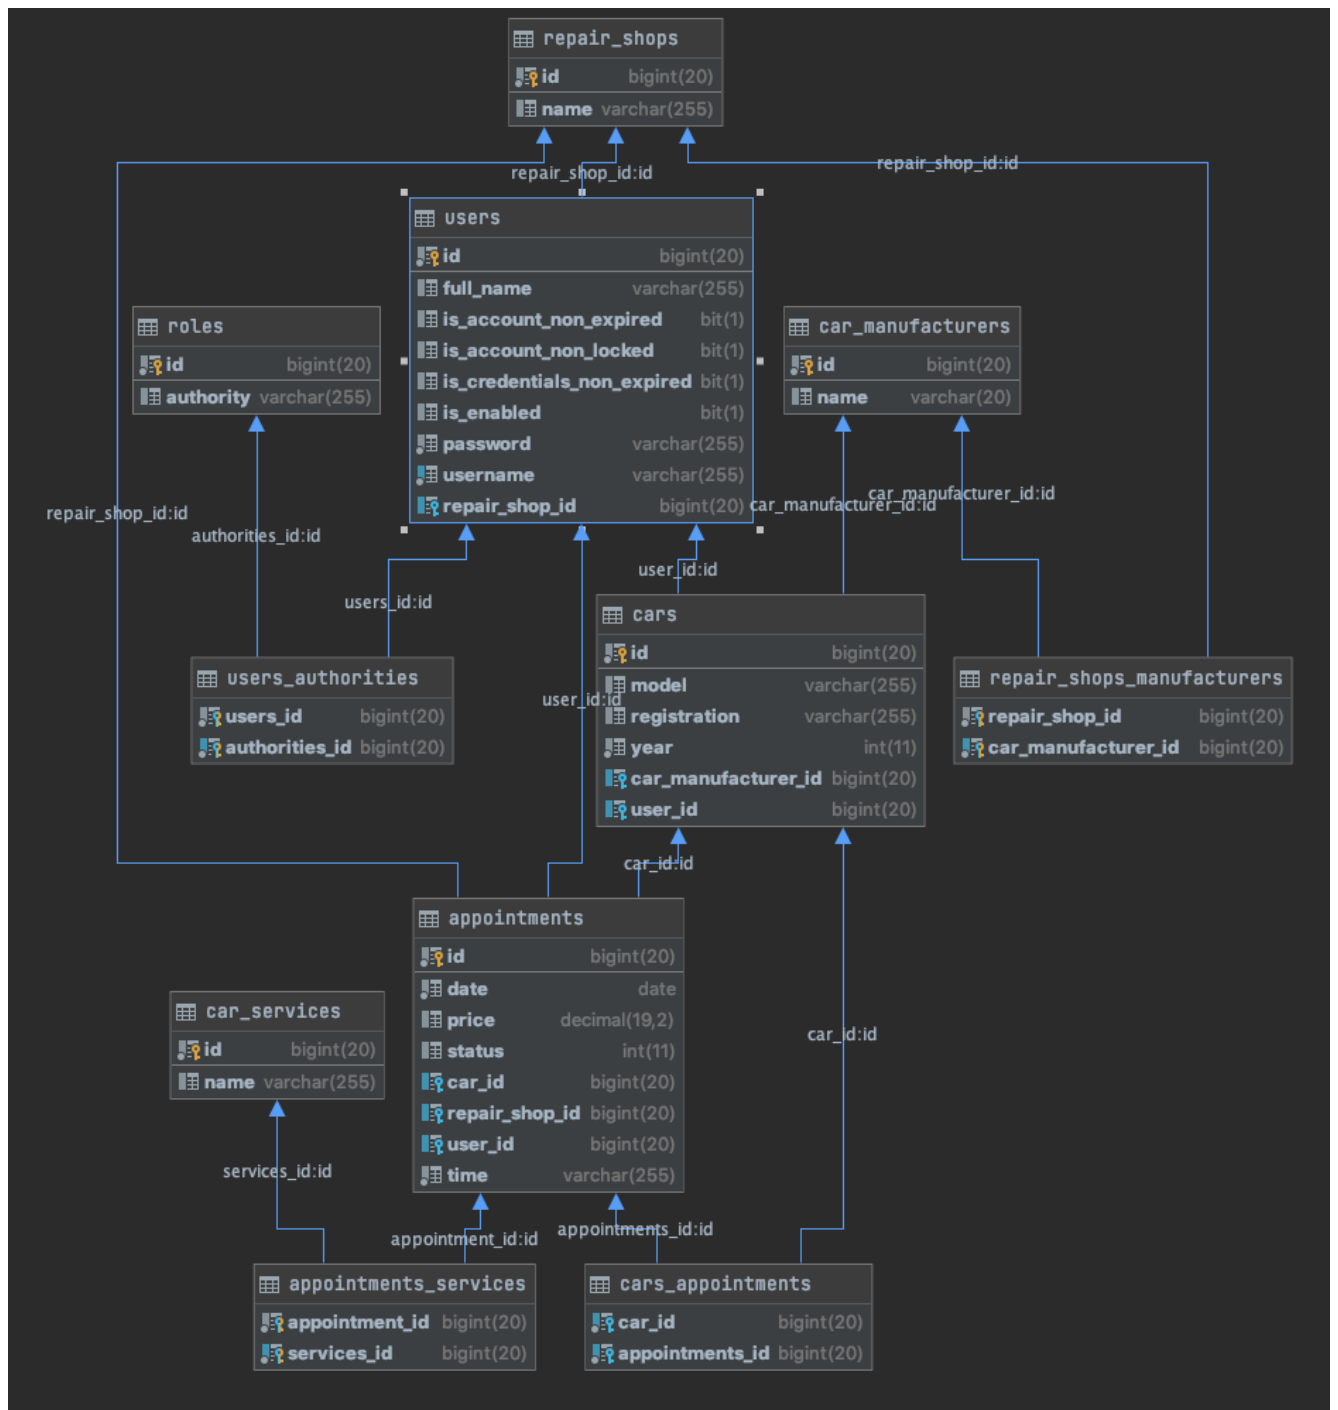 repair_shops
id bigint(20)
name varchar(255)
repair_shop_id:id
repair_shop_id:id
users
id bigint(20)
full_name varchar(255)
is_account_non_expired bit(1)
is_account_non_locked bit(1)
is_credentials_non_expired bit(1)
is_enabled bit(1)
password varchar(255)
username varchar(255)
repair_shop_id bigint(20)
roles
id bigint(20)
authority varchar(255)
car_manufacturers
id bigint(20)
name varchar(20)
repair_shop_id:id
authorities_id:id
car_manufacturer_id:id
car_manufacturer_id:id
user_id:id
users_id:id
users_authorities
users_id bigint(20)
authorities_id bigint(20)
user_id:id
cars
id bigint(20)
model varchar(255)
registration varchar(255)
year int(11)
car_manufacturer_id bigint(20)
user_id bigint(20)
repair_shops_manufacturers
repair_shop_id bigint(20)
car_manufacturer_id bigint(20)
car_id:id
appointments
id bigint(20)
date date
price decimal(19,2)
status int(11)
car_id bigint(20)
repair_shop_id bigint(20)
user_id bigint(20)
time varchar(255)
car_services
id bigint(20)
name varchar(255)
car_id:id
services_id:id
appointment_id:id
appointments_id:id
appointments_services
appointment_id bigint(20)
services_id bigint(20)
cars_appointments
car_id bigint(20)
appointments_id bigint(20)